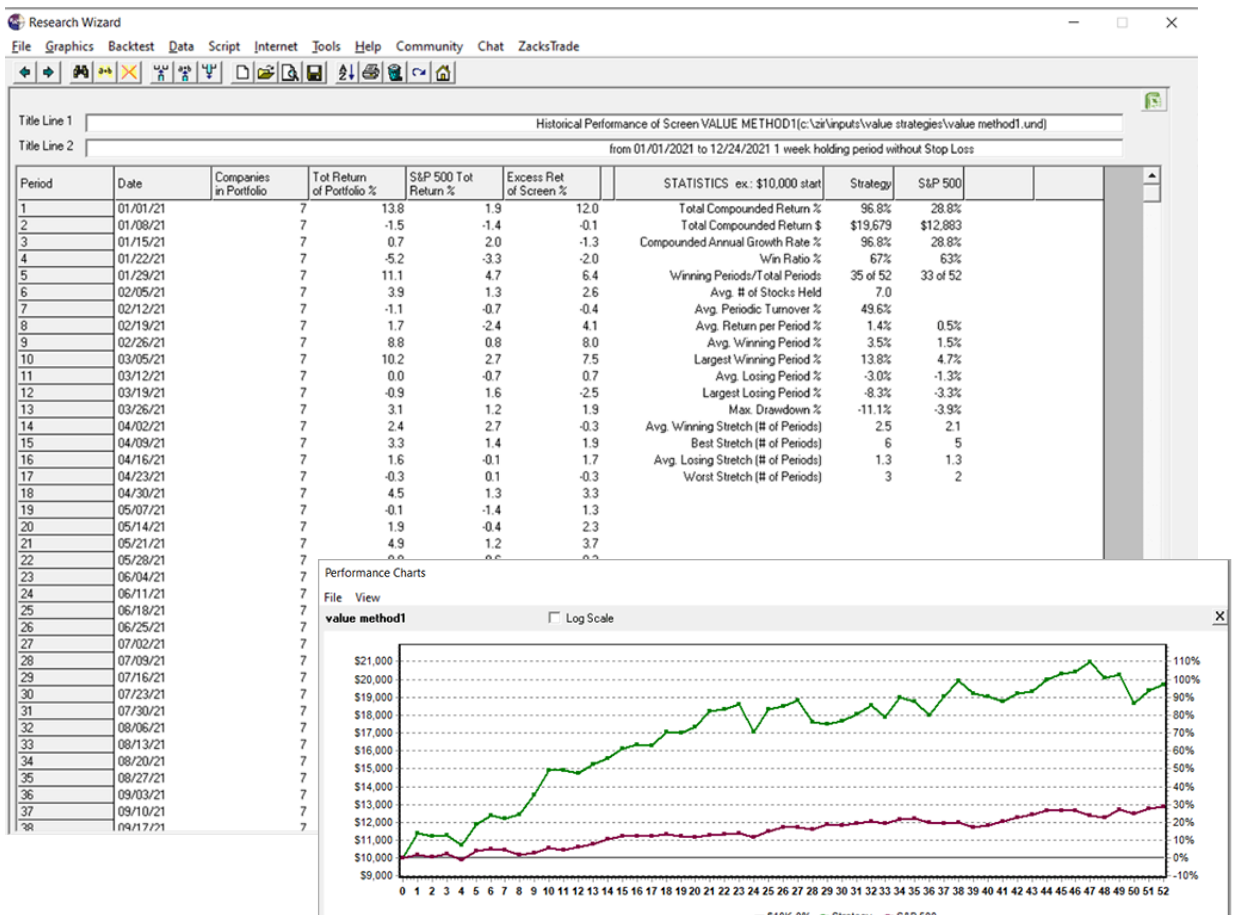 Research Wizard
File Graphics Backtest Data Script Internet Tools Help Community Chat ZacksTrade
Title Line 1 Historical Performance of Screen VALUE METHOD1(c:\zir\inputs\value strategies\value method1.und)
Title Line 2 from 01/01/2021 to 12/24/2021 1 week holding period without Stop Loss
Period Date Companies in Portfolio Tot Return of Portfolio % S&P 500 Tot Return % Excess Ret of Screen % STATISTICS ex.: $10,000 start Strategy S&P 500
1 01/01/21 7 13.8 1.9 12.0 Total Compounded Return % 96.8% 28.8%
2 01/08/21 7 -1.5 -1.4 -0.1 Total Compounded Return $ $19,679 $12,883
3 01/15/21 7 0.7 2.0 -1.3 Compounded Annual Growth Rate % 96.8% 28.8%
4 01/22/21 7 -5.2 -3.3 -2.0 Win Ratio % 67% 63%
5 01/29/21 7 11.1 4.7 6.4 Winning Periods/Total Periods 35 of 52 33 of 52
6 02/05/21 7 3.9 1.3 2.6 Avg. # of Stocks Held 7.0
7 02/12/21 7 -1.1 -0.7 -0.4 Avg. Periodic Turnover % 49.6%
8 02/19/21 7 1.7 -2.4 4.1 Avg. Return per Period % 1.4% 0.5%
9 02/26/21 7 8.8 0.8 8.0 Avg. Winning Period % 3.5% 1.5%
10 03/05/21 7 10.2 2.7 7.5 Largest Winning Period % 13.8% 4.7%
11 03/12/21 7 0.0 -0.7 0.7 Avg. Losing Period % -3.0% -1.3%
12 03/19/21 7 -0.9 1.6 -2.5 Largest Losing Period % -8.3% -3.3%
13 03/26/21 7 3.1 1.2 1.9 Max. Drawdown % -11.1% -3.9%
14 04/02/21 7 2.4 2.7 -0.3 Avg. Winning Stretch (# of Periods) 2.5 2.1
15 04/09/21 7 3.3 1.4 1.9 Best Stretch (# of Periods) 6 5
16 04/16/21 7 1.6 -0.1 1.7 Avg. Losing Stretch (# of Periods) 1.3 1.3
17 04/23/21 7 -0.3 0.1 -0.3 Worst Stretch (# of Periods) 3 2
18 04/30/21 7 4.5 1.3 3.3
19 05/07/21 7 -0.1 -1.4 1.3
20 05/14/21 7 1.9 -0.4 2.3
21 05/21/21 7 4.9 1.2 3.7
22 05/28/21 7
23 06/04/21 7
24 06/11/21 7
25 06/18/21 7
26 06/25/21 7
27 07/02/21 7
28 07/09/21 7
29 07/16/21 7
30 07/23/21 7
31 07/30/21 7
32 08/06/21 7
33 08/13/21 7
34 08/20/21 7
35 08/27/21 7
36 09/03/21 7
37 09/10/21 7
38 09/17/21 7
Performance Charts
File View
value method1 Log Scale X
$21,000 110%
$20,000 100%
$19,000 90%
$18,000 80%
$17,000 70%
$16,000 60%
$15,000 50%
$14,000 40%
$13,000 30%
$12,000 20%
$11,000 10%
$10,000 0%
$9,000 -10%
0 1 2 3 4 5 6 7 8 9 10 11 12 13 14 15 16 17 18 19 20 21 22 23 24 25 26 27 28 29 30 31 32 33 34 35 36 37 38 39 40 41 42 43 44 45 46 47 48 49 50 51 52
$10K, 0% Strategy S&P 500